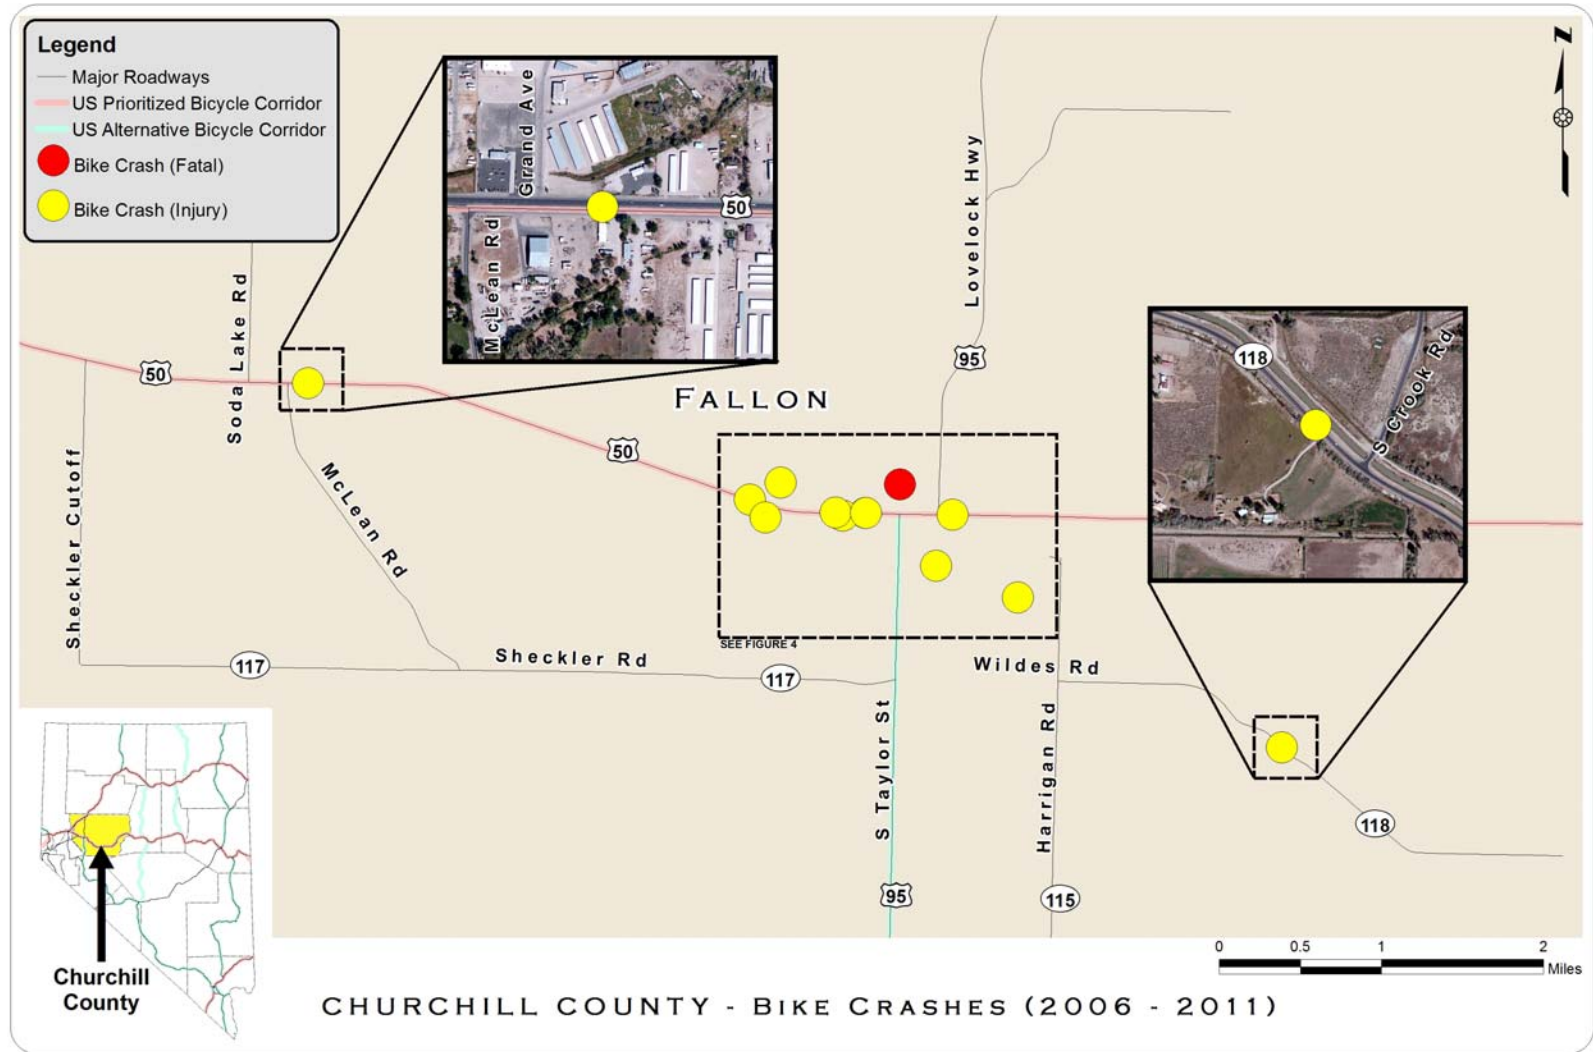 Legend
Major Roadways
US Prioritized Bicycle Corridor
US Alternative Bicycle Corridor
Bike Crash (Fatal)
Bike Crash (Injury)
N
Grand Ave
McLean Rd
50
Lovelock Hwy
95
Soda Lake Rd
50
50
FALLON
118
S Crook Rd
Sheckler Cutoff
McLean Rd
SEE FIGURE 4
117
Sheckler Rd
117
Wildes Rd
S Taylor St
Harrigan Rd
118
95
115
Churchill
County
0 0.5 1 2
Miles
CHURCHILL COUNTY - BIKE CRASHES (2006 - 2011)